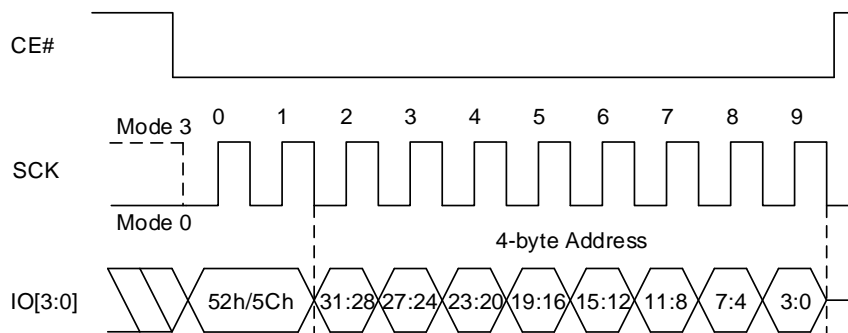 CE#
0 1 2 3 4 5 6 7 8 9
Mode 3
SCK
Mode 0
4-byte Address
IO[3:0] 52h/5Ch 31:28 27:24 23:20 19:16 15:12 11:8 7:4 3:0